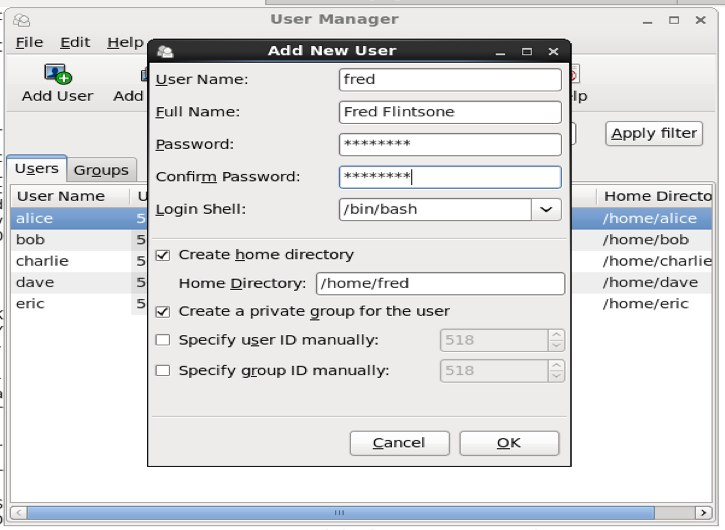 User Manager
File Edit Help
Add User Add
Apply filter
Users Groups
User Name Home Directo
alice 5 /home/alice
bob 5 /home/bob
charlie 5 /home/charlie
dave 5 /home/dave
eric 5 /home/eric
Add New User
User Name: fred
Full Name: Fred Flintsone
Password: ********
Confirm Password: ********
Login Shell: /bin/bash
Create home directory
Home Directory: /home/fred
Create a private group for the user
Specify user ID manually: 518
Specify group ID manually: 518
Cancel OK